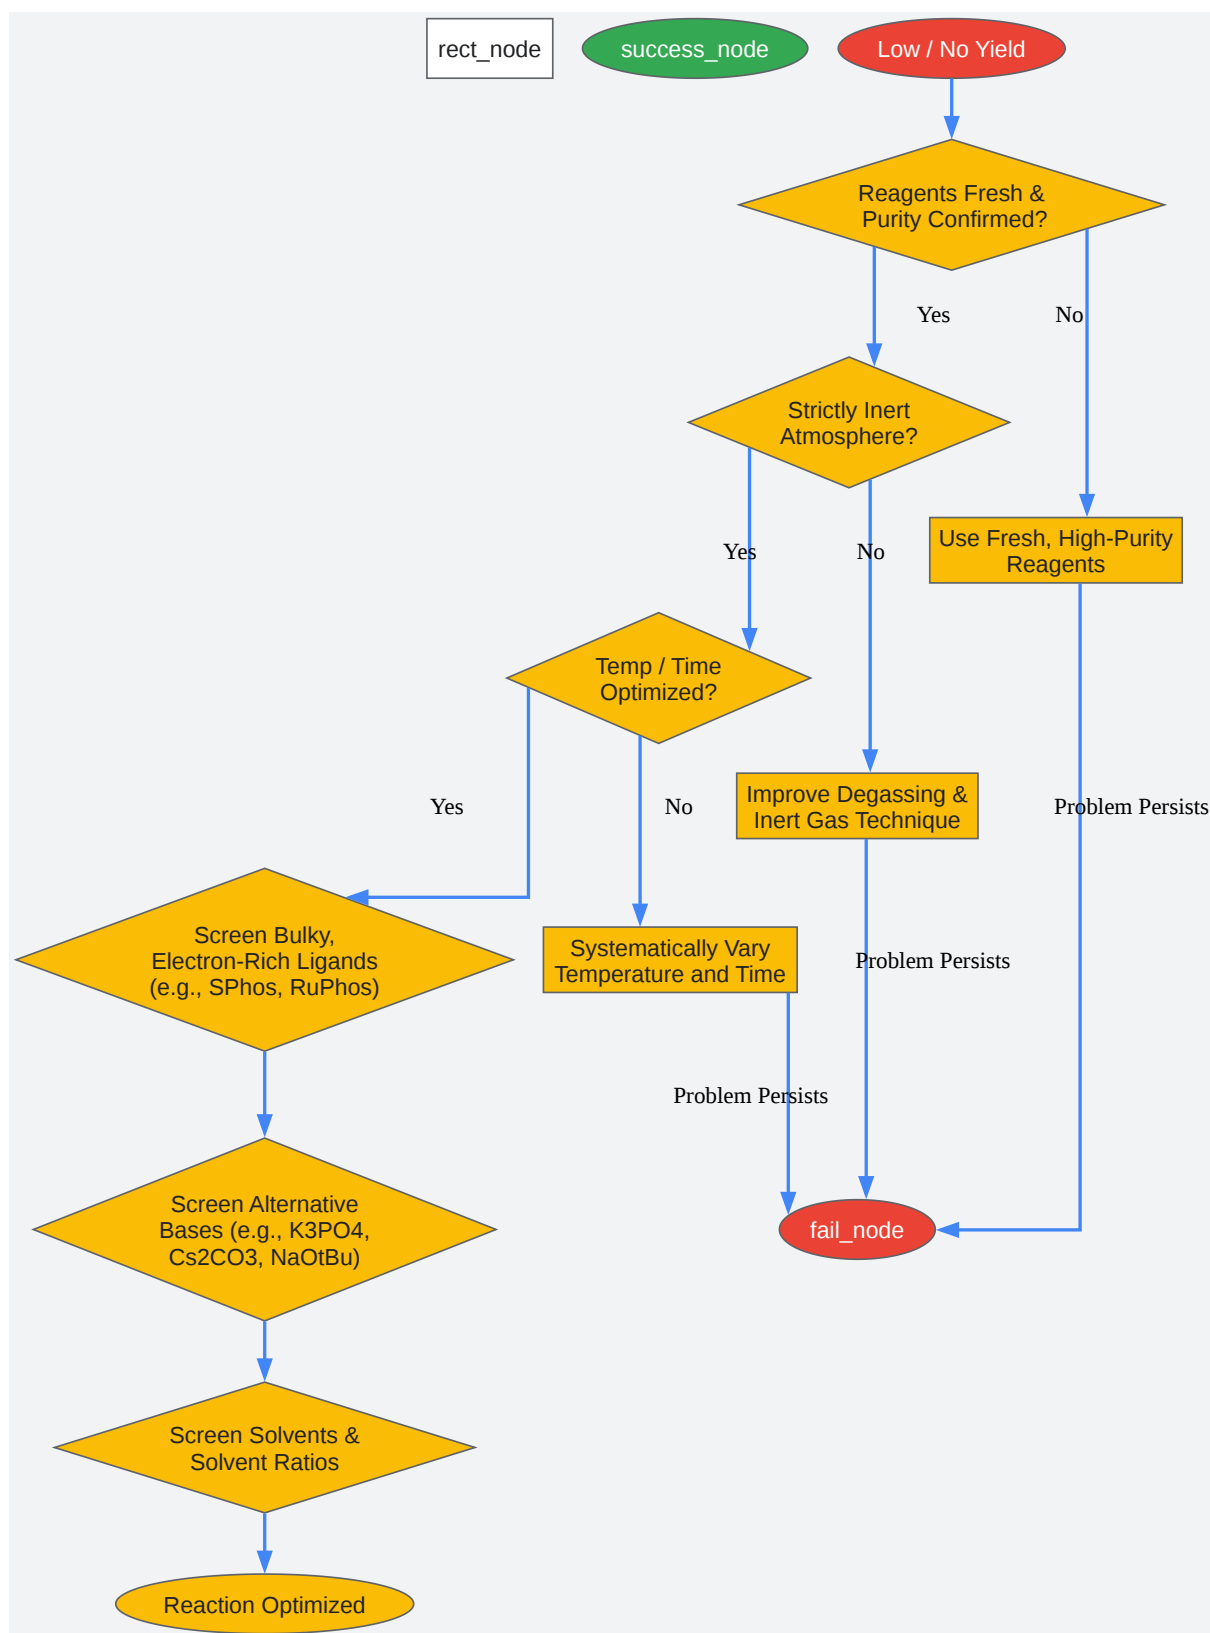 rect_node
success_node
Low / No Yield
Reagents Fresh &
Purity Confirmed?
Yes
No
Strictly Inert
Atmosphere?
Yes
No
Use Fresh, High-Purity
Reagents
Temp / Time
Optimized?
Yes
No
Improve Degassing &
Inert Gas Technique
Problem Persists
Screen Bulky,
Electron-Rich Ligands
(e.g., SPhos, RuPhos)
Systematically Vary
Temperature and Time
Problem Persists
Problem Persists
Screen Alternative
Bases (e.g., K3PO4,
Cs2CO3, NaOtBu)
fail_node
Screen Solvents &
Solvent Ratios
Reaction Optimized